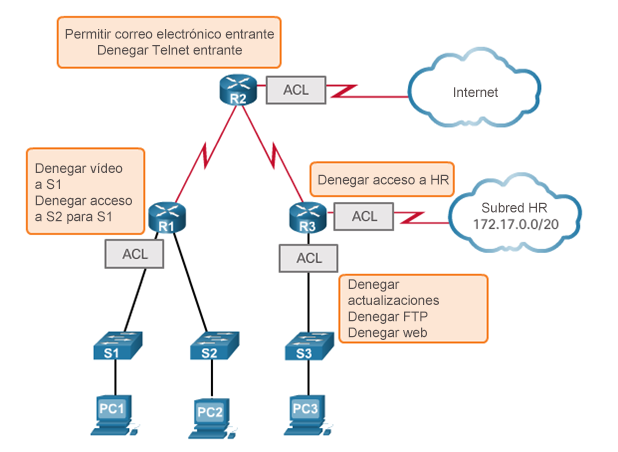 Permitir correo electrónico entrante
Denegar Telnet entrante
ACL
R2
Internet
Denegar vídeo
a S1
Denegar acceso
a S2 para S1
Denegar acceso a HR
R1
R3
ACL
Subred HR
172.17.0.0/20
ACL
ACL
Denegar
actualizaciones
Denegar FTP
Denegar web
S1
S2
S3
PC1
PC2
PC3